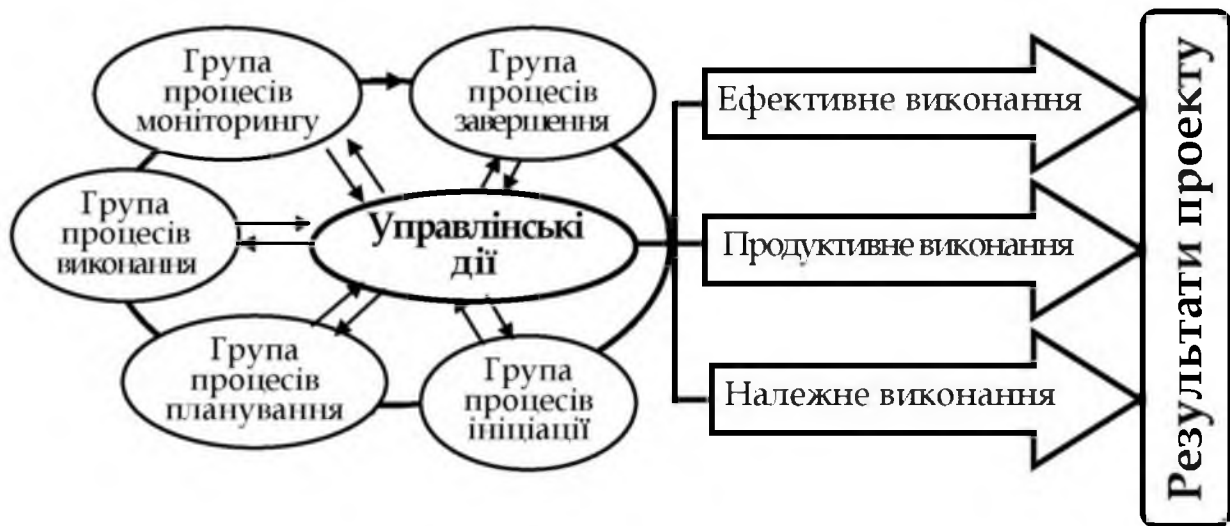 Група
процесів
моніторингу
Група
процесів
завершення
Група
процесів
виконання
Управлінські
дії
Група
процесів
планування
Група
процесів
ініціації
Ефективне виконання
Продуктивне виконання
Належне виконання
Результати проекту